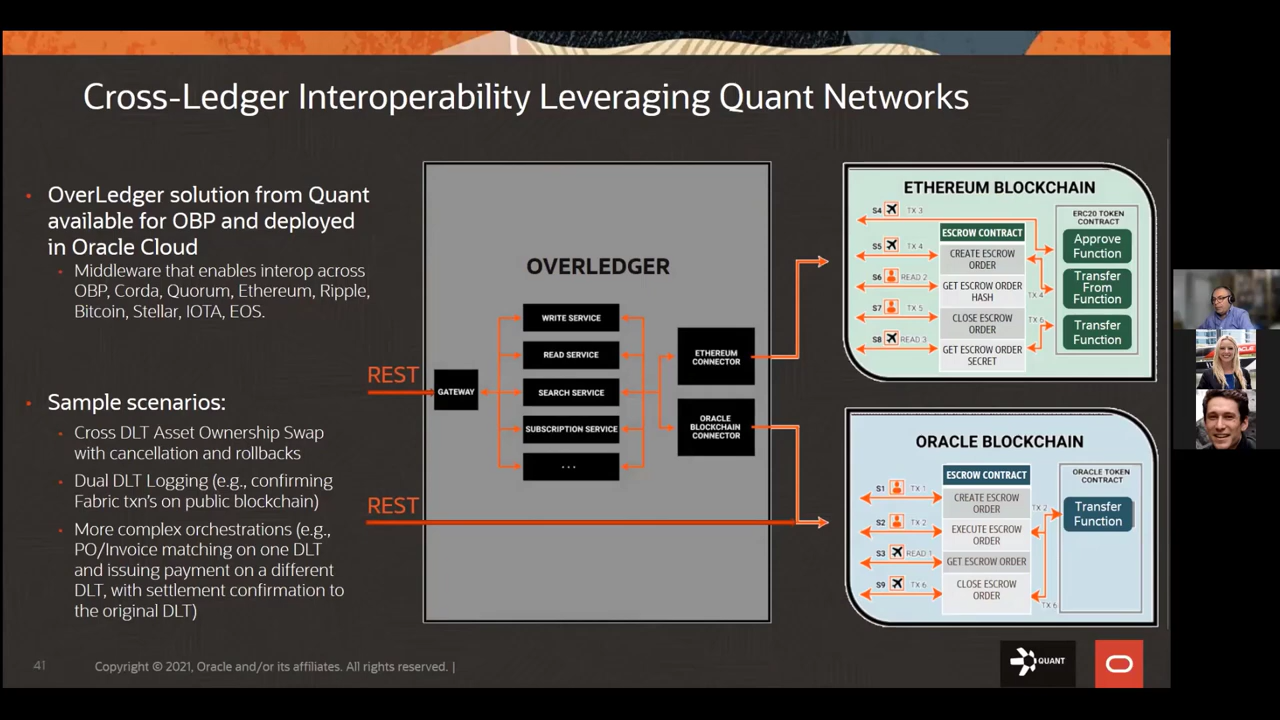 Cross-Ledger Interoperability Leveraging Quant Networks
• OverLedger solution from Quant
available for OBP and deployed
in Oracle Cloud
• Middleware that enables interop across
OBP, Corda, Quorum, Ethereum, Ripple,
Bitcoin, Stellar, IOTA, EOS.
• Sample scenarios:
• Cross DLT Asset Ownership Swap
with cancellation and rollbacks
• Dual DLT Logging (e.g., confirming
Fabric txn's on public blockchain)
• More complex orchestrations (e.g.,
PO/Invoice matching on one DLT
and issuing payment on a different
DLT, with settlement confirmation to
the original DLT)
REST
REST
OVERLEDGER
GATEWAY
WRITE SERVICE
READ SERVICE
SEARCH SERVICE
SUBSCRIPTION SERVICE
...
ETHEREUM
CONNECTOR
ORACLE
BLOCKCHAIN
CONNECTOR
ETHEREUM BLOCKCHAIN
S4 TX 3
S5 TX 4
S6 READ 2
S7 TX 5
S8 READ 3
ESCROW CONTRACT
CREATE ESCROW
ORDER
GET ESCROW ORDER
HASH
CLOSE ESCROW
ORDER
GET ESCROW ORDER
SECRET
TX 4
TX 6
ERC20 TOKEN
CONTRACT
Approve
Function
Transfer
From
Function
Transfer
Function
ORACLE BLOCKCHAIN
S1 TX 1
S2 TX 2
S3 READ 1
S9 TX 6
ESCROW CONTRACT
CREATE ESCROW
ORDER
EXECUTE ESCROW
ORDER
GET ESCROW ORDER
CLOSE ESCROW
ORDER
TX 2
TX 6
ORACLE TOKEN
CONTRACT
Transfer
Function
41
Copyright © 2021, Oracle and/or its affiliates. All rights reserved. |
QUANT